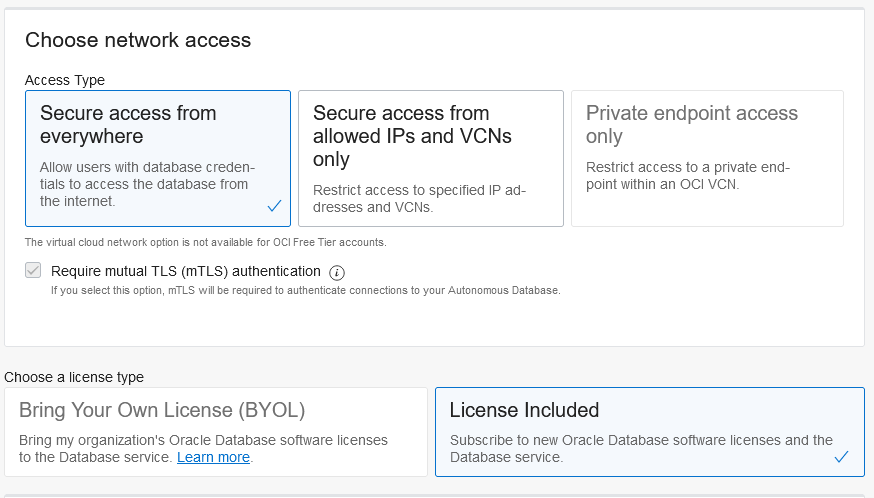 Choose network access
Access Type
Secure access from
everywhere
Allow users with database creden-
tials to access the database from
the internet.
Secure access from
allowed IPs and VCNs
only
Restrict access to specified IP ad-
dresses and VCNs.
Private endpoint access
only
Restrict access to a private end-
point within an OCI VCN.
The virtual cloud network option is not available for OCI Free Tier accounts.
Require mutual TLS (mTLS) authentication
If you select this option, mTLS will be required to authenticate connections to your Autonomous Database.
Choose a license type
Bring Your Own License (BYOL)
Bring my organization's Oracle Database software licenses
to the Database service. Learn more.
License Included
Subscribe to new Oracle Database software licenses and the
Database service.